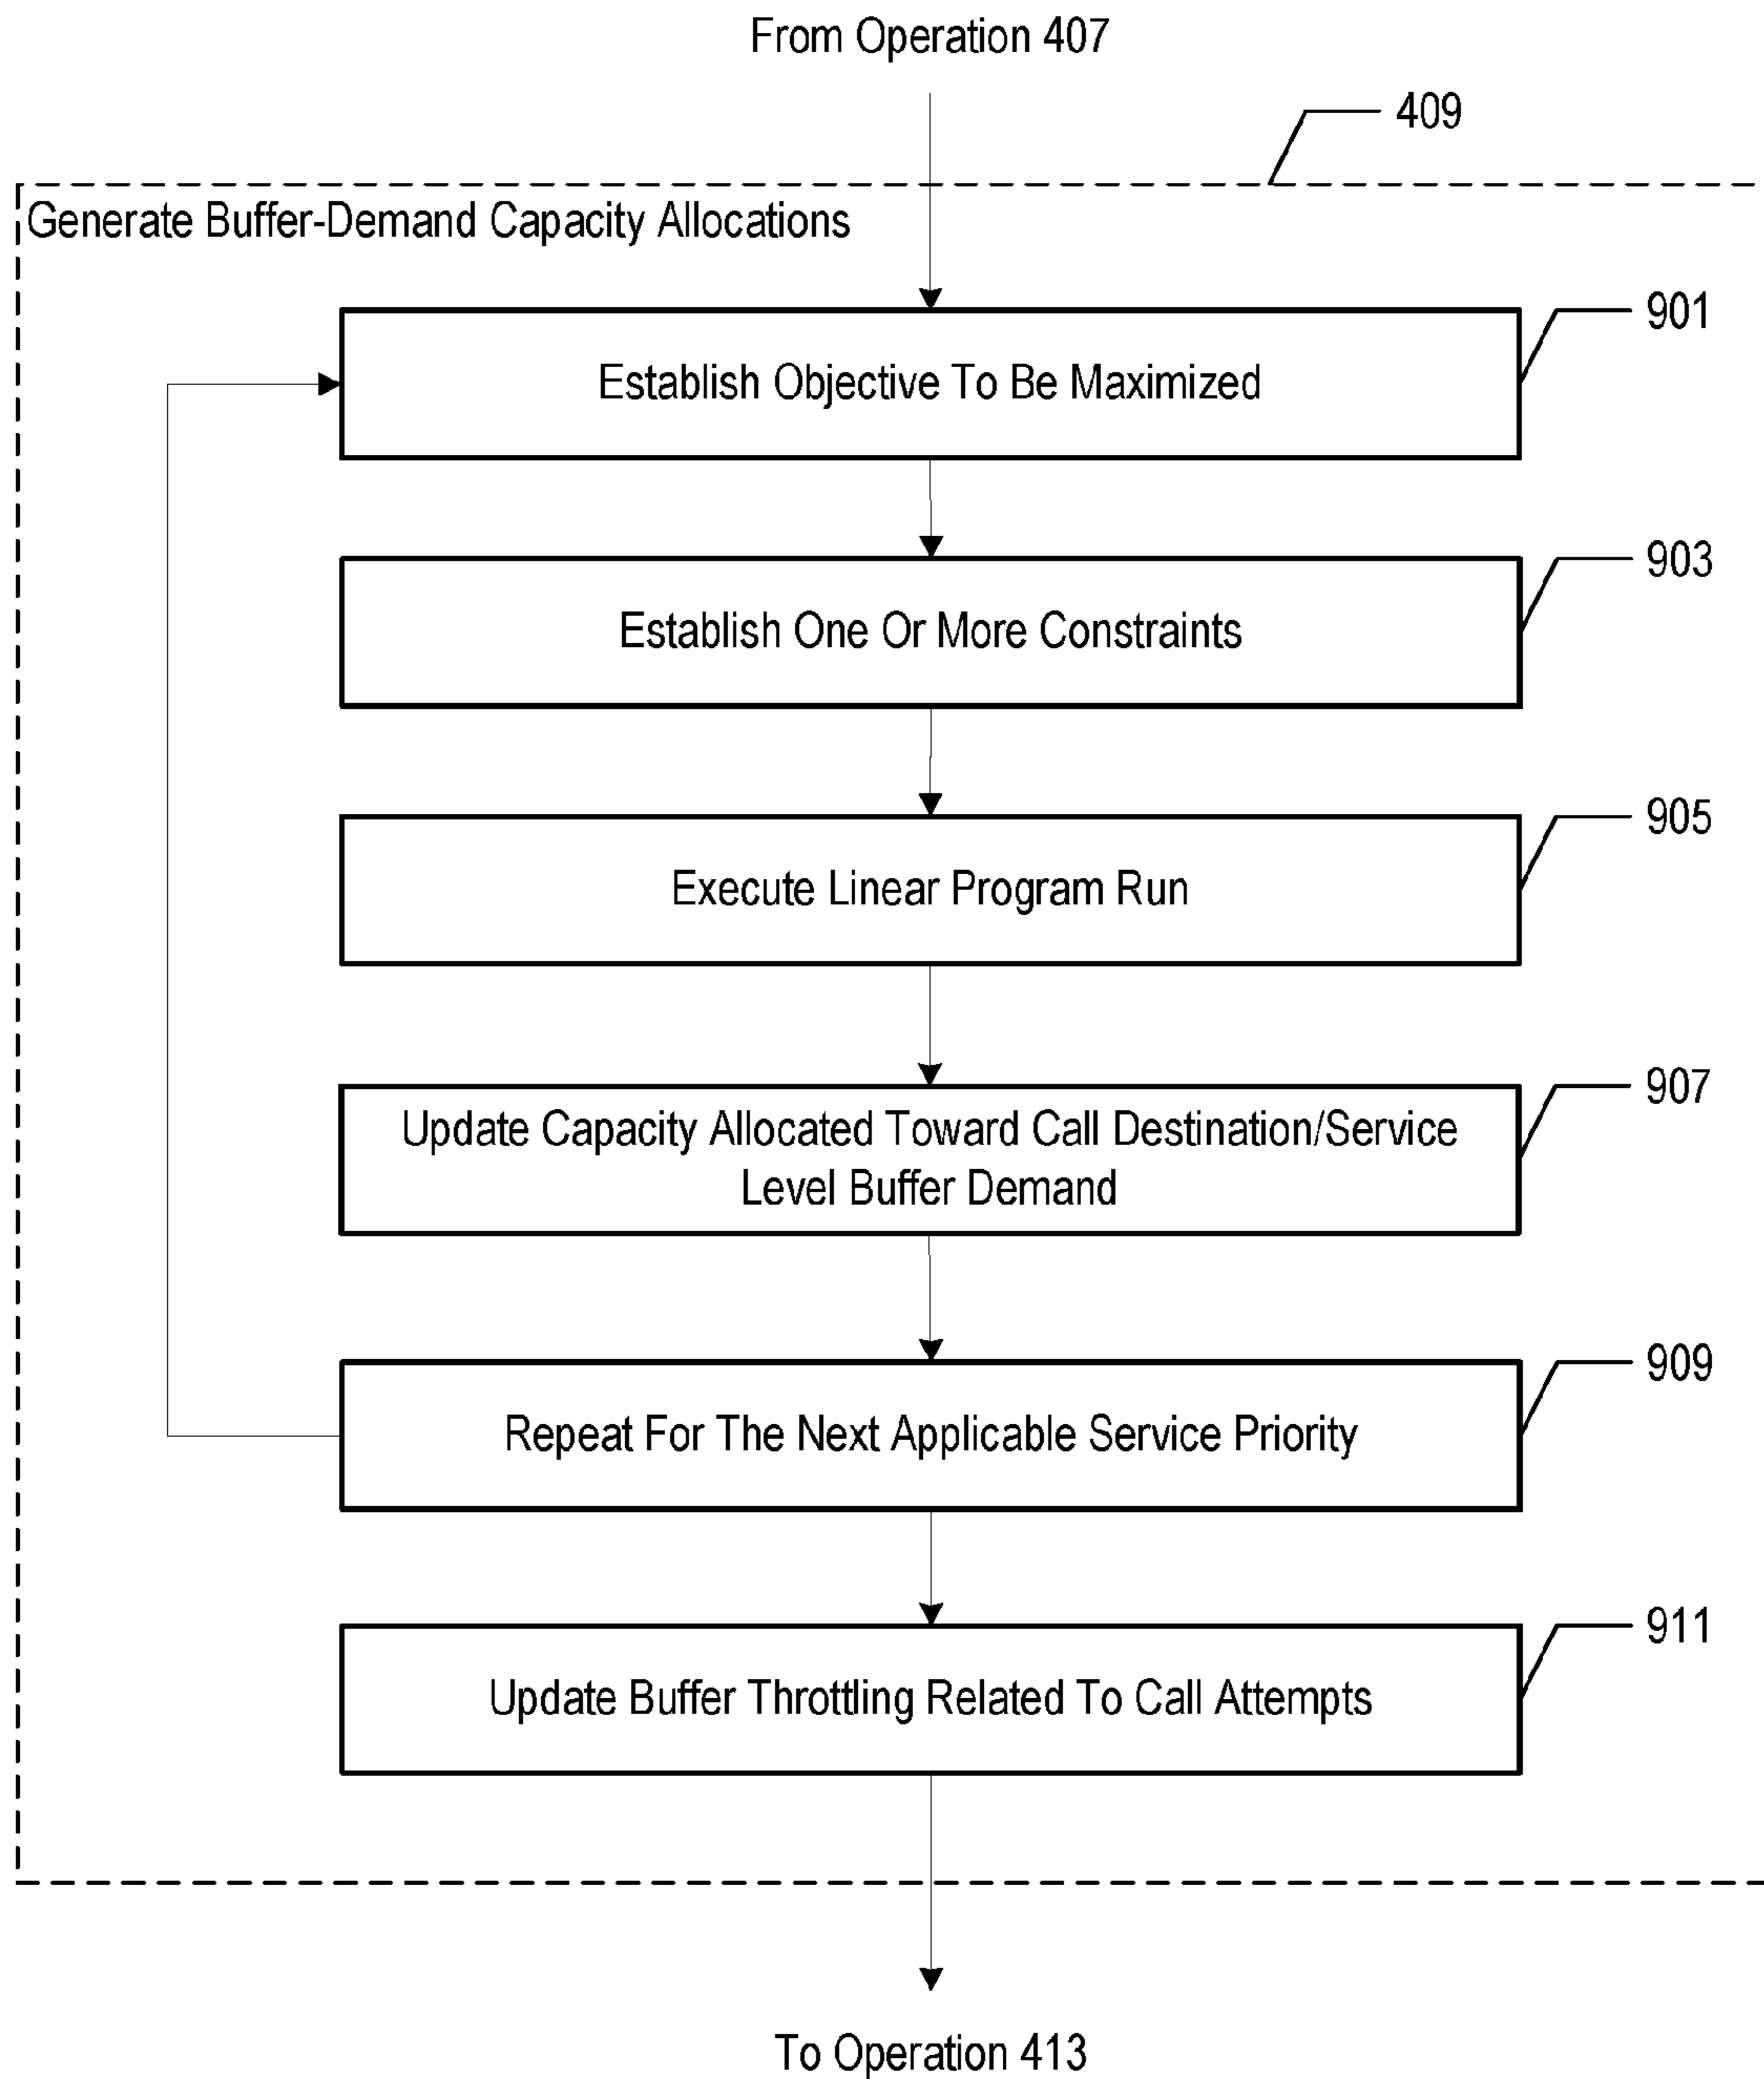 From Operation 407
409
Generate Buffer-Demand Capacity Allocations
901
Establish Objective To Be Maximized
903
Establish One Or More Constraints
905
Execute Linear Program Run
907
Update Capacity Allocated Toward Call Destination/Service
Level Buffer Demand
909
Repeat For The Next Applicable Service Priority
911
Update Buffer Throttling Related To Call Attempts
To Operation 413